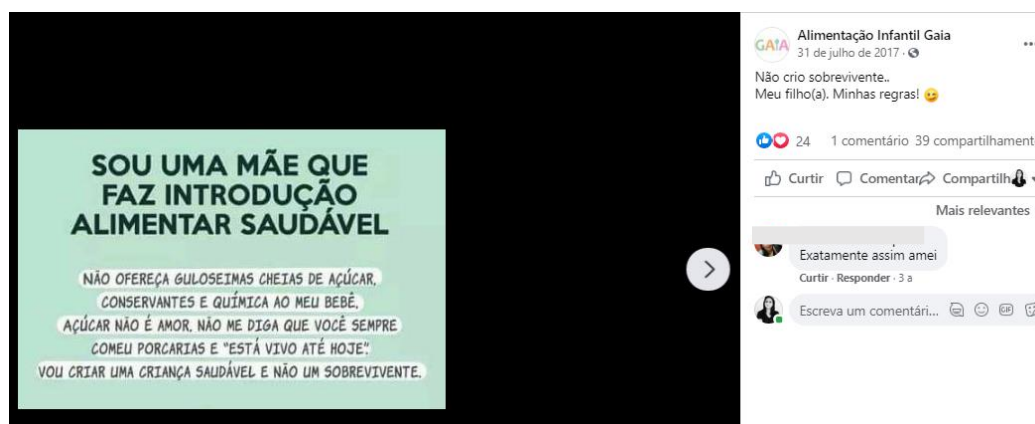 SOU UMA MÃE QUE
FAZ INTRODUÇÃO
ALIMENTAR SAUDÁVEL
NÃO OFEREÇA GULOSEIMAS CHEIAS DE AÇÚCAR,
CONSERVANTES E QUÍMICA AO MEU BEBÊ.
AÇÚCAR NÃO É AMOR, NÃO ME DIGA QUE VOCÊ SEMPRE
COMEU PORCARIAS E "ESTÁ VIVO ATÉ HOJE".
VOU CRIAR UMA CRIANÇA SAUDÁVEL E NÃO UM SOBREVIVENTE.
GAIA
Alimentação Infantil Gaia
31 de julho de 2017 ·
Não crio sobrevivente..
Meu filho(a). Minhas regras!
24 1 comentário 39 compartilhament
Curtir Comentar Compartilh
Mais relevantes
Exatamente assim amei
Curtir · Responder · 3 a
Escreva um comentári... GIF